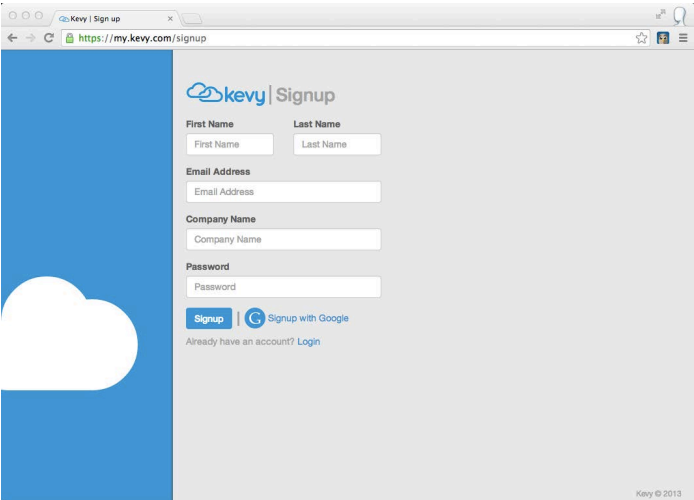 Kevy | Sign up
https://my.kevy.com/signup
kevy | Signup
First Name Last Name
First Name Last Name
Email Address
Email Address
Company Name
Company Name
Password
Password
Signup | G Signup with Google
Already have an account? Login
Kevy © 2013